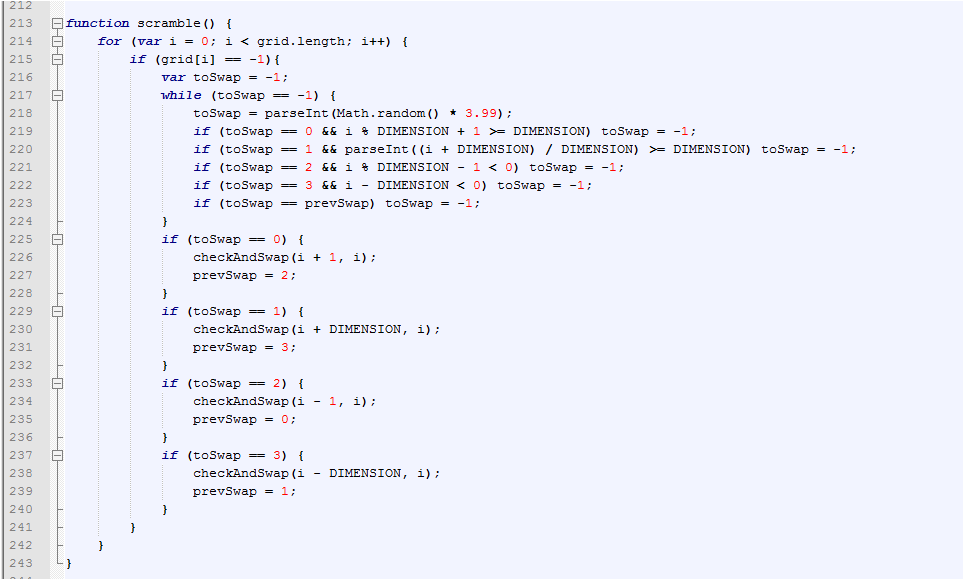 212
213 function scramble() {
214 for (var i = 0; i < grid.length; i++) {
215 if (grid[i] == -1){
216 var toSwap = -1;
217 while (toSwap == -1) {
218 toSwap = parseInt(Math.random() * 3.99);
219 if (toSwap == 0 && i % DIMENSION + 1 >= DIMENSION) toSwap = -1;
220 if (toSwap == 1 && parseInt((i + DIMENSION) / DIMENSION) >= DIMENSION) toSwap = -1;
221 if (toSwap == 2 && i % DIMENSION - 1 < 0) toSwap = -1;
222 if (toSwap == 3 && i - DIMENSION < 0) toSwap = -1;
223 if (toSwap == prevSwap) toSwap = -1;
224 }
225 if (toSwap == 0) {
226 checkAndSwap(i + 1, i);
227 prevSwap = 2;
228 }
229 if (toSwap == 1) {
230 checkAndSwap(i + DIMENSION, i);
231 prevSwap = 3;
232 }
233 if (toSwap == 2) {
234 checkAndSwap(i - 1, i);
235 prevSwap = 0;
236 }
237 if (toSwap == 3) {
238 checkAndSwap(i - DIMENSION, i);
239 prevSwap = 1;
240 }
241 }
242 }
243 }